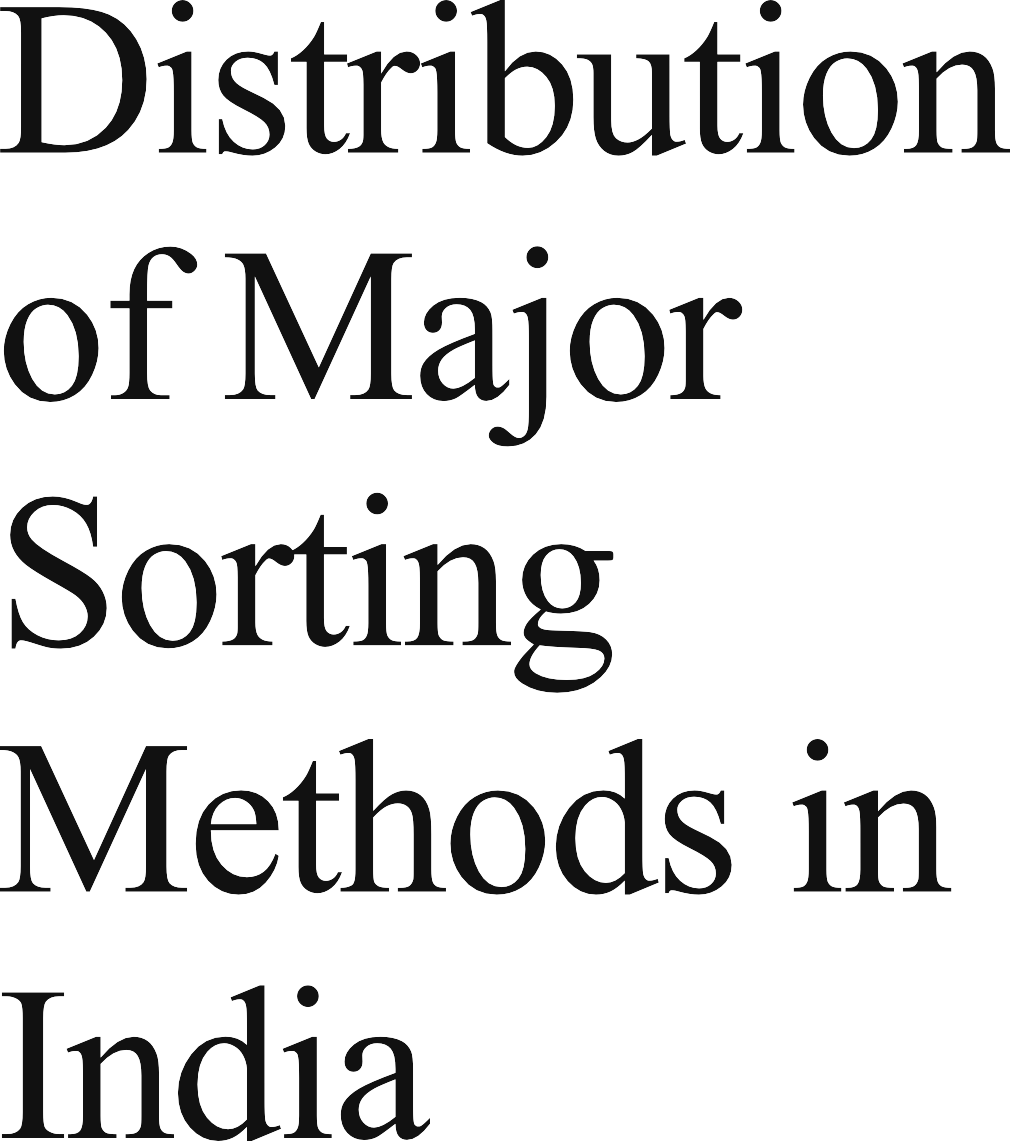 Distribution
of Major
Sorting
Methods in
India